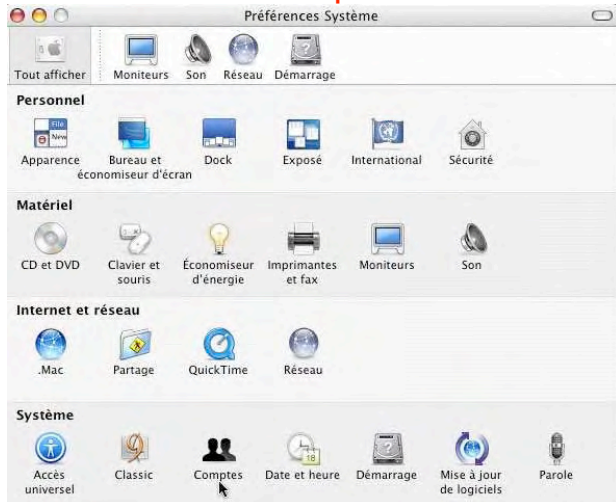 Préférences Système
Tout afficher Moniteurs Son Réseau Démarrage
Personnel
Apparence Bureau et économiseur d'écran Dock Exposé International Sécurité
Matériel
CD et DVD Clavier et souris Économiseur d'énergie Imprimantes et fax Moniteurs Son
Internet et réseau
.Mac Partage QuickTime Réseau
Système
Accès universel Classic Comptes Date et heure Démarrage Mise à jour de logiciels Parole